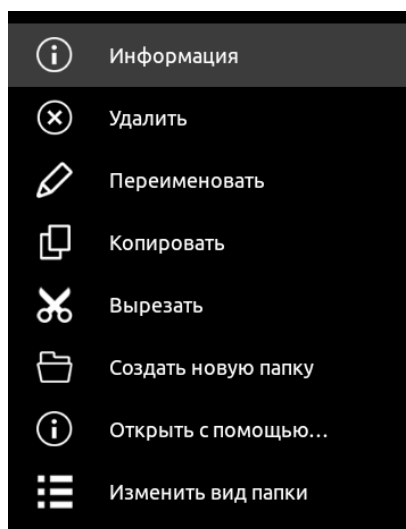 Информация
Удалить
Переименовать
Копировать
Вырезать
Создать новую папку
Открыть с помощью...
Изменить вид папки